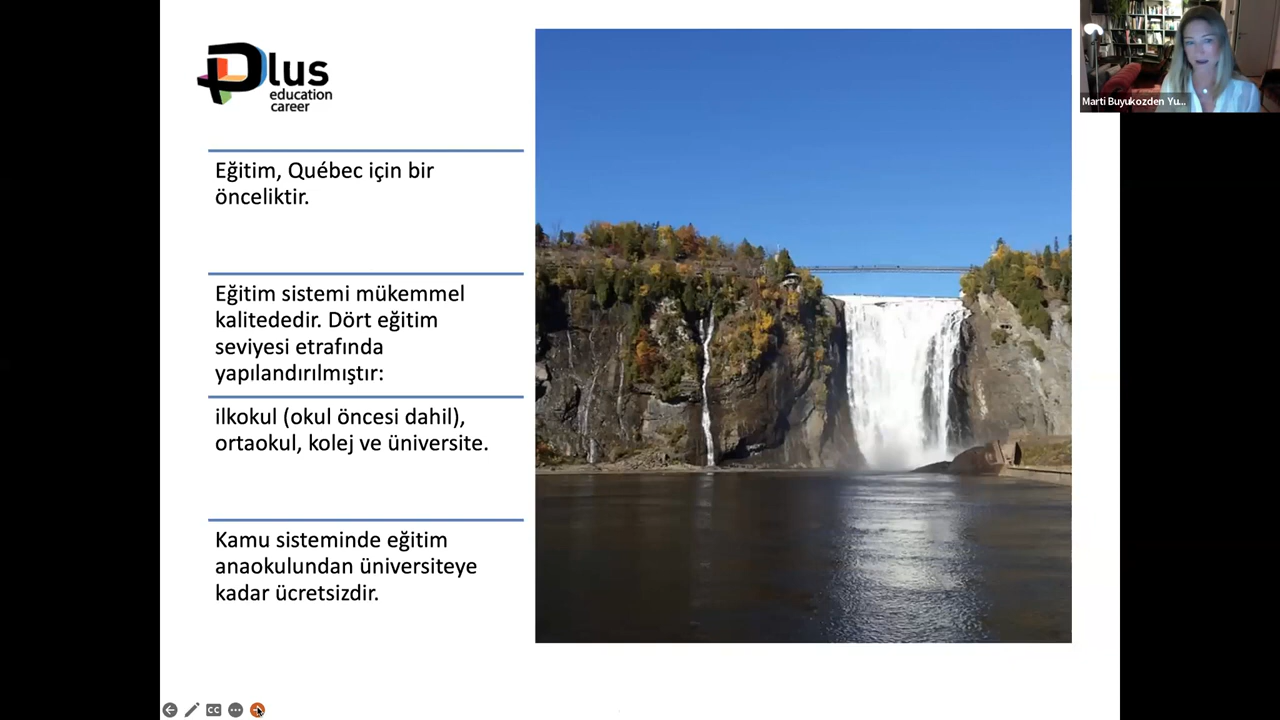 Plus
education
career
Eğitim, Québec için bir
önceliktir.
Eğitim sistemi mükemmel
kalitededir. Dört eğitim
seviyesi etrafında
yapılandırılmıştır:
ilkokul (okul öncesi dahil),
ortaokul, kolej ve üniversite.
Kamu sisteminde eğitim
anaokulundan üniversiteye
kadar ücretsizdir.
Marti Buyukozden Yu...
CC